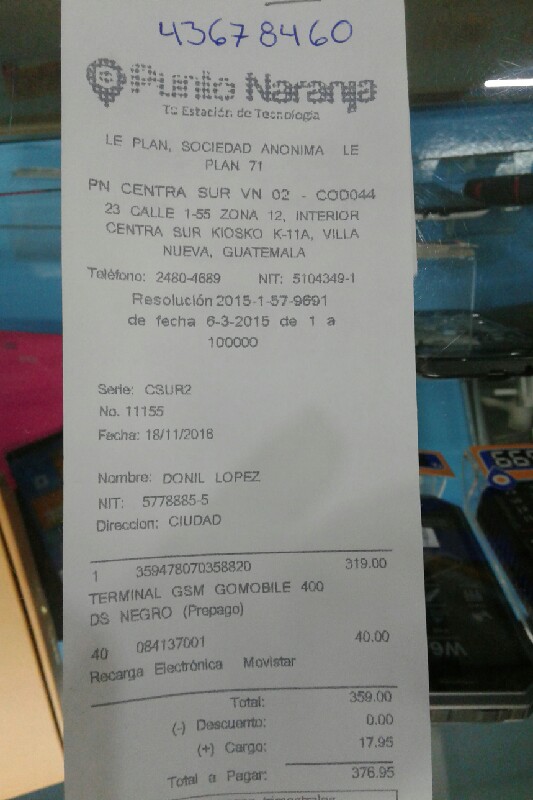 43678460
Punto Naranja
Tu Estación de Tecnología
LE PLAN, SOCIEDAD ANONIMA LE
PLAN 71
PN CENTRA SUR VN 02 - COD044
23 CALLE 1-55 ZONA 12, INTERIOR
CENTRA SUR KIOSKO K-11A, VILLA
NUEVA, GUATEMALA
Teléfono: 2480-4689 NIT: 5104349-1
Resolución 2015-1-57-9691
de fecha 6-3-2015 de 1 a
100000
Serie: CSUR2
No. 11155
Fecha: 18/11/2016
Nombre: DONIL LOPEZ
NIT: 5778885-5
Direccion: CIUDAD
1 359478070358820 319.00
TERMINAL GSM GOMOBILE 400
DS NEGRO (Prepago)
40 084137001 40.00
Recarga Electrónica Movistar
Total: 359.00
(-) Descuento: 0.00
(+) Cargo: 17.95
Total a Pagar: 376.95
trimestrales